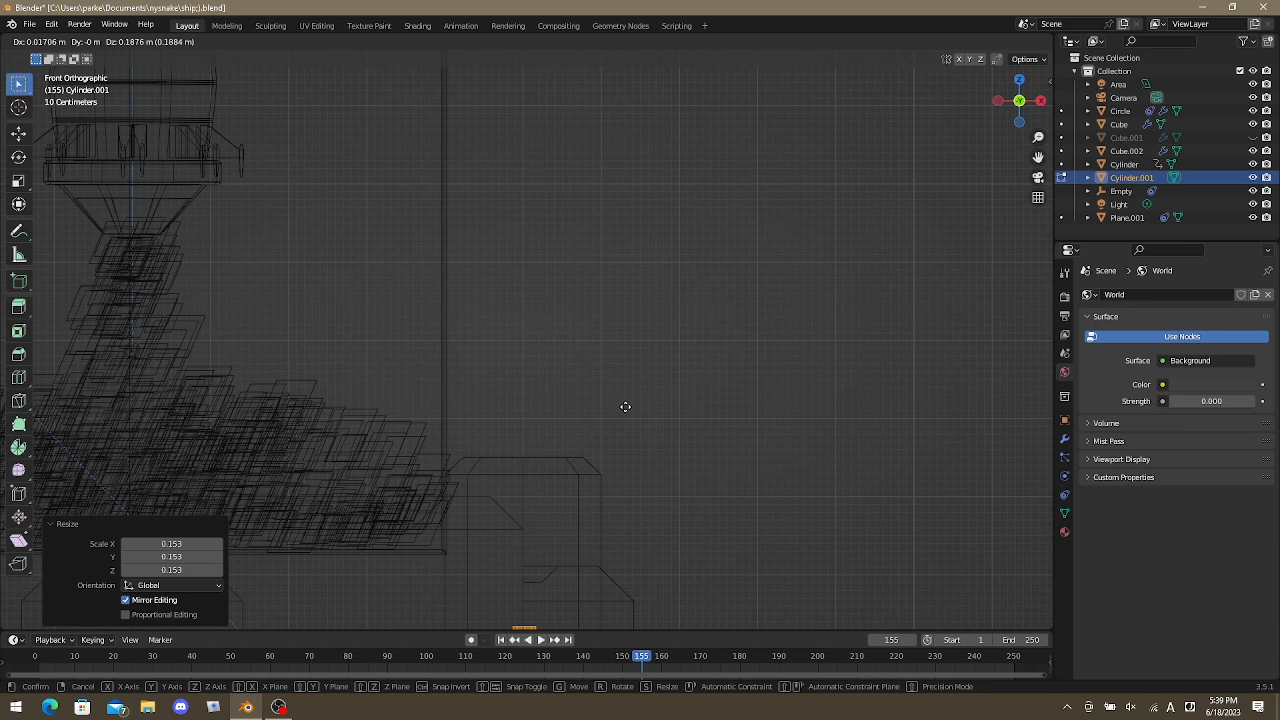 Blender* [C:\Users\parke\OneDrive\Desktop\nysnake\ship;).blend]
File Edit Render Window Help Layout Modeling Sculpting UV Editing Texture Paint Shading Animation Rendering Compositing Geometry Nodes Scripting + Scene ViewLayer
Dx: 0.01706 m Dy: -0 m Dz: 0.1876 m (0.1884 m)
X Y Z Options
Front Orthographic
(155) Cylinder.001
10 Centimeters
Z
-Y X
Scene Collection
Collection
Area
Camera
Circle
Cube
Cube.001
Cube.002
Cylinder
Cylinder.001
Empty
Light
Plane.001
Scene World
World
Surface
Use Nodes
Surface Background
Color
Strength 0.000
Volume
Mist Pass
Viewport Display
Custom Properties
Resize
Scale X 0.153
Y 0.153
Z 0.153
Orientation Global
Mirror Editing
Proportional Editing
Playback Keying View Marker 155 Start 1 End 250
0 10 20 30 40 50 60 70 80 90 100 110 120 130 140 150 155 160 170 180 190 200 210 220 230 240 250
Confirm Cancel X X Axis Y Y Axis Z Z Axis X X Plane Y Y Plane Z Z Plane Ctrl Snap Invert Snap Toggle G Move R Rotate S Resize Automatic Constraint Automatic Constraint Plane Precision Mode 3.5.1
7
5:39 PM
6/18/2023